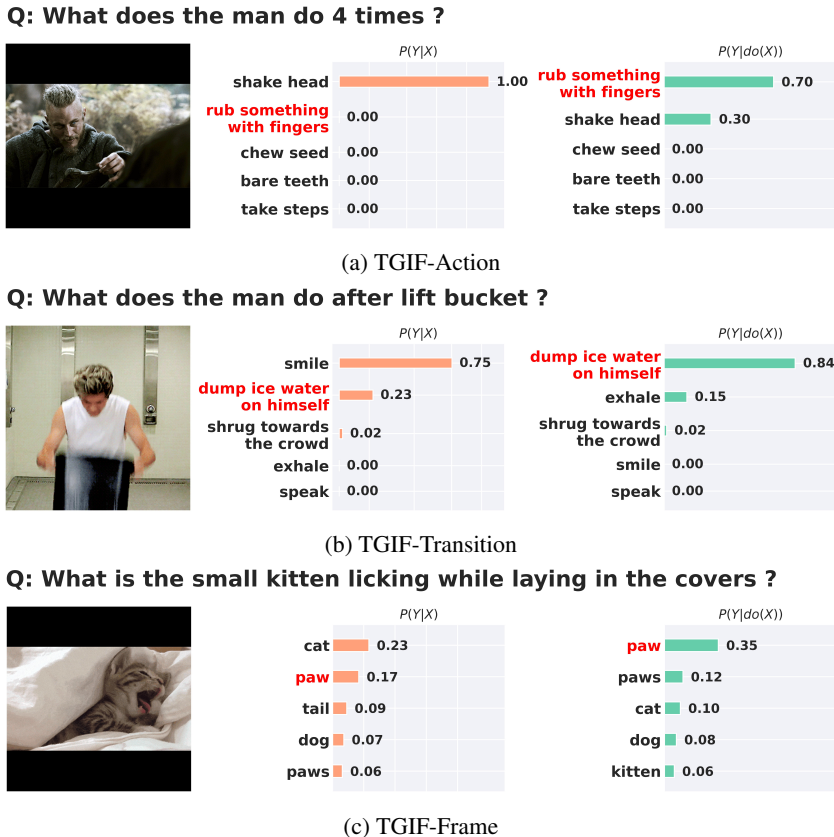 Q: What does the man do 4 times ?
P(Y|X)
shake head 1.00
rub something
with fingers 0.00
chew seed 0.00
bare teeth 0.00
take steps 0.00
P(Y|do(X))
rub something
with fingers 0.70
shake head 0.30
chew seed 0.00
bare teeth 0.00
take steps 0.00
(a) TGIF-Action
Q: What does the man do after lift bucket ?
P(Y|X)
smile 0.75
dump ice water
on himself 0.23
shrug towards
the crowd 0.02
exhale 0.00
speak 0.00
P(Y|do(X))
dump ice water
on himself 0.84
exhale 0.15
shrug towards
the crowd 0.02
smile 0.00
speak 0.00
(b) TGIF-Transition
Q: What is the small kitten licking while laying in the covers ?
P(Y|X)
cat 0.23
paw 0.17
tail 0.09
dog 0.07
paws 0.06
P(Y|do(X))
paw 0.35
paws 0.12
cat 0.10
dog 0.08
kitten 0.06
(c) TGIF-Frame